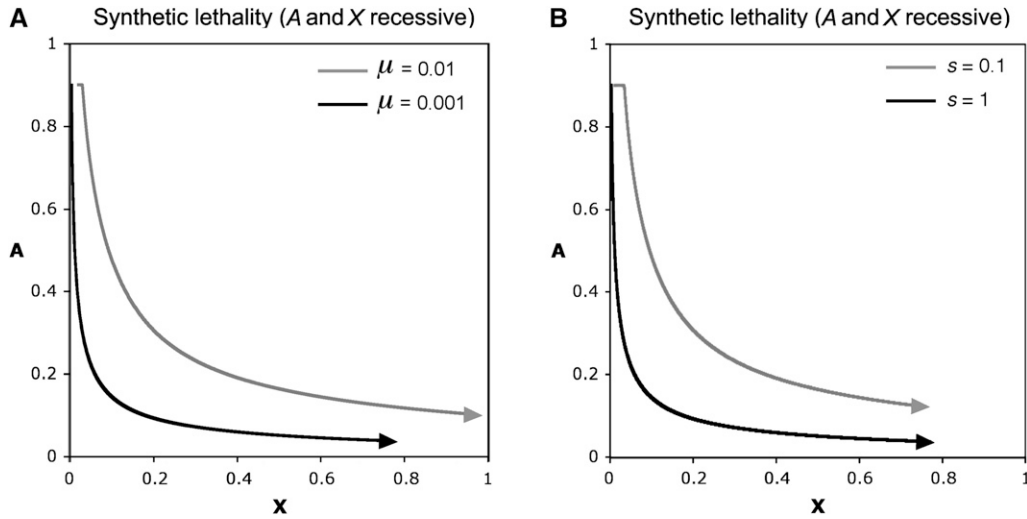 A
Synthetic lethality (A and X recessive)
μ = 0.01
μ = 0.001
1
0.8
0.6
A
0.4
0.2
0
0 0.2 0.4 0.6 0.8 1
X
B
Synthetic lethality (A and X recessive)
s = 0.1
s = 1
1
0.8
0.6
A
0.4
0.2
0
0 0.2 0.4 0.6 0.8 1
X